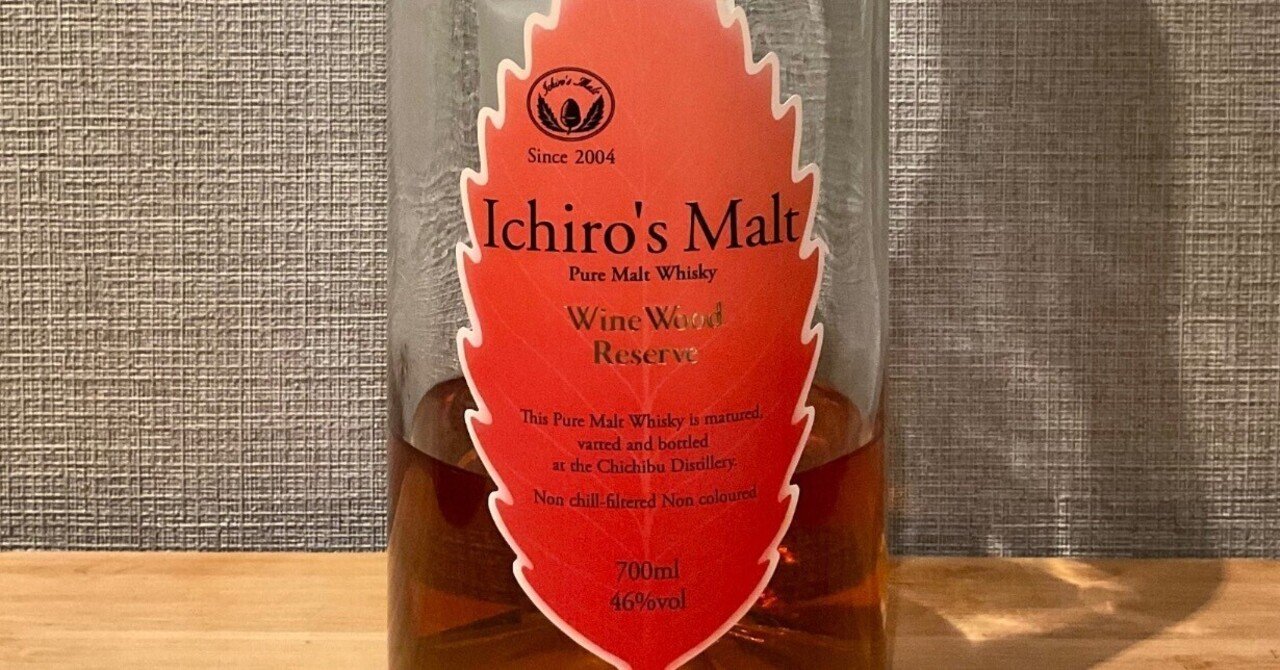 Ichiro's Malt
Since 2004
Ichiro's Malt
Pure Malt Whisky
Wine Wood
Reserve
This Pure Malt Whisky is matured,
vatted and bottled
at the Chichibu Distillery.
Non chill-filtered Non coloured
700ml
46%vol